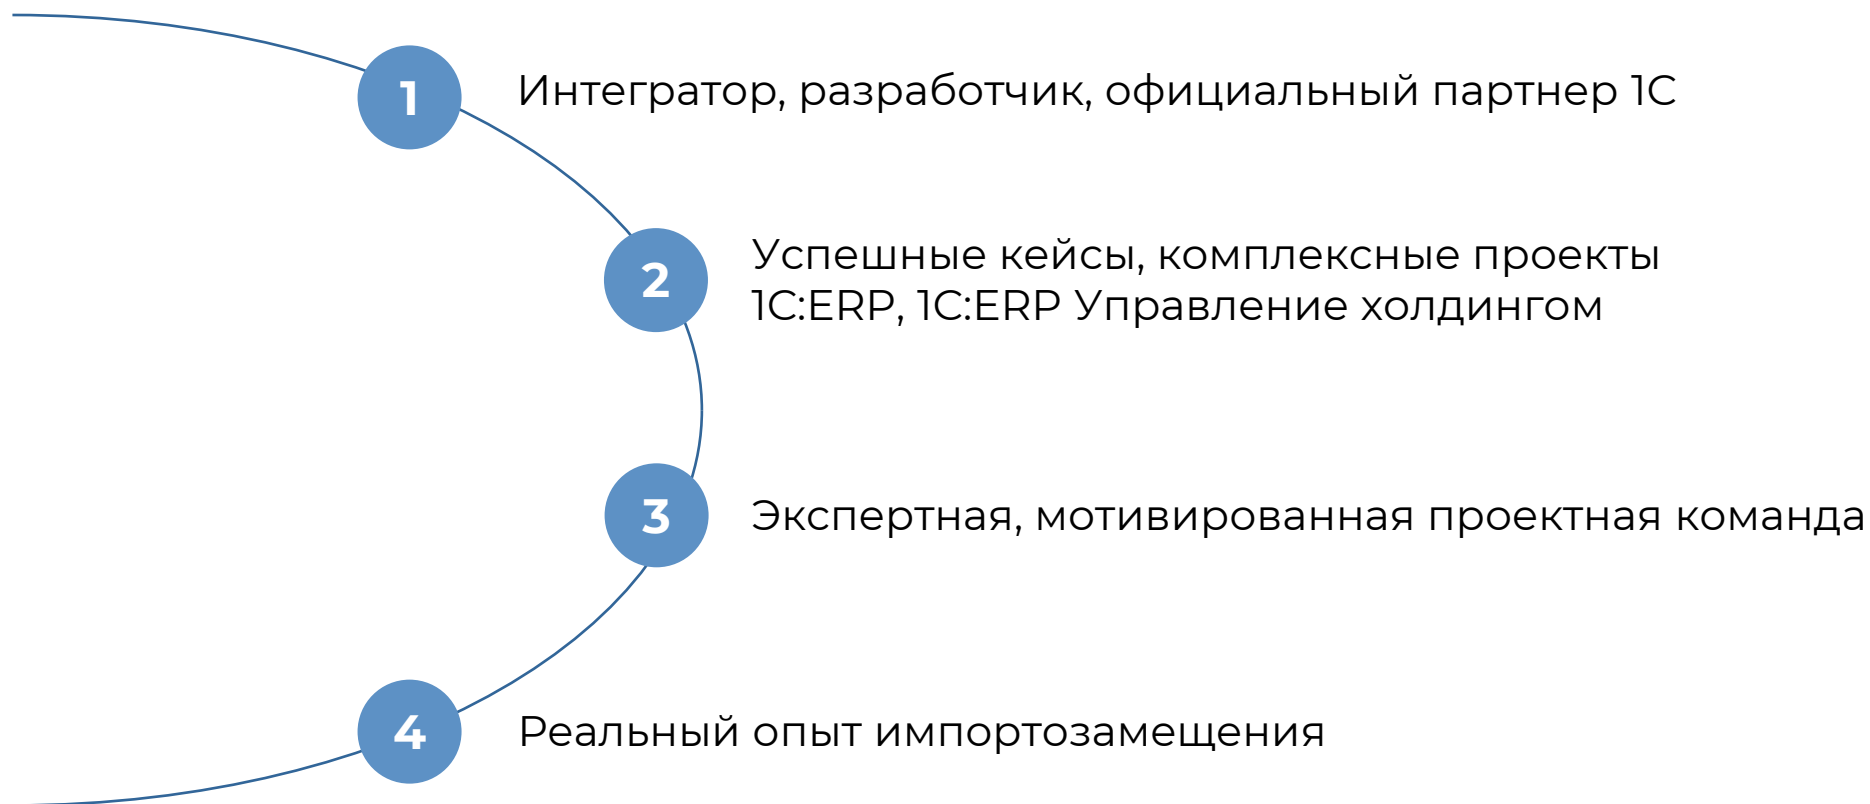 1
Интегратор, разработчик, официальный партнер 1С
2
Успешные кейсы, комплексные проекты
1С:ERP, 1С:ERP Управление холдингом
3
Экспертная, мотивированная проектная команда
4
Реальный опыт импортозамещения